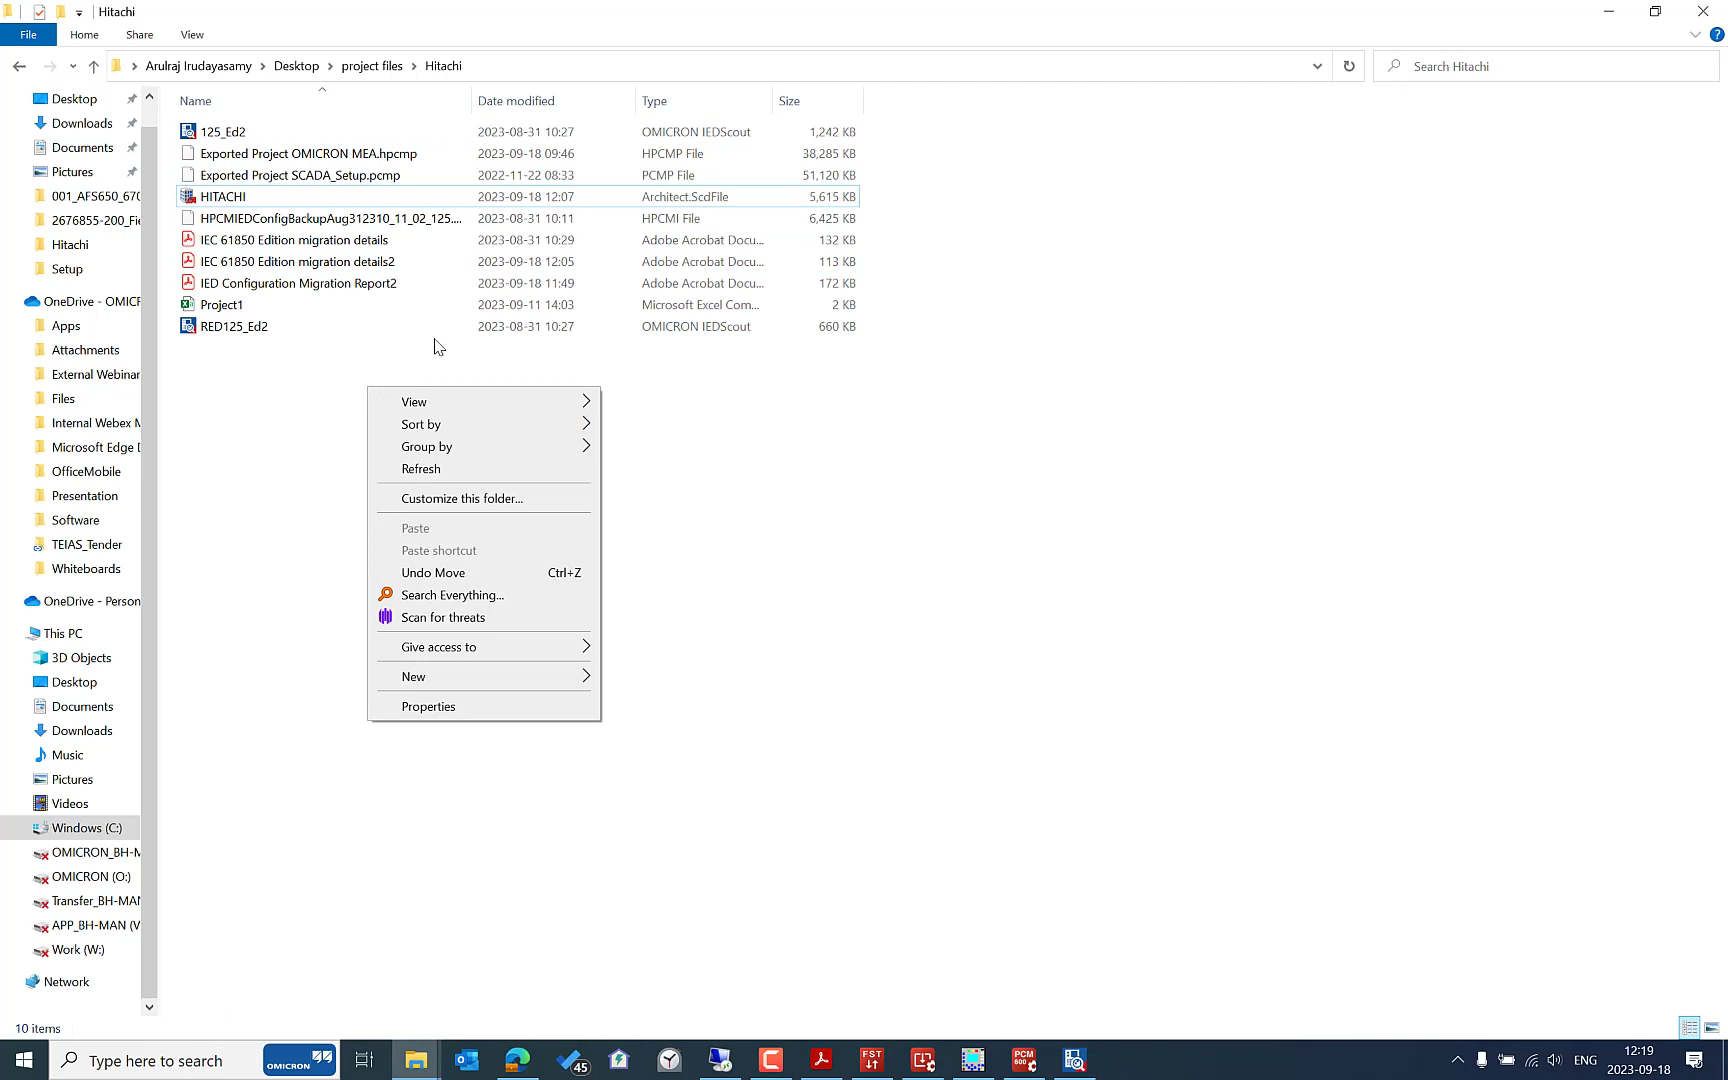 Hitachi
File Home Share View
Arulraj Irudayasamy Desktop project files Hitachi
Search Hitachi
Name Date modified Type Size
125_Ed2 2023-08-31 10:27 OMICRON IEDScout 1,242 KB
Exported Project OMICRON MEA.hpcmp 2023-09-18 09:46 HPCMP File 38,285 KB
Exported Project SCADA_Setup.pcmp 2022-11-22 08:33 PCMP File 51,120 KB
HITACHI 2023-09-18 12:07 Architect.ScdFile 5,615 KB
HPCMIEDConfigBackupAug312310_11_02_125.... 2023-08-31 10:11 HPCMI File 6,425 KB
IEC 61850 Edition migration details 2023-08-31 10:29 Adobe Acrobat Docu... 132 KB
IEC 61850 Edition migration details2 2023-09-18 12:05 Adobe Acrobat Docu... 113 KB
IED Configuration Migration Report2 2023-09-18 11:49 Adobe Acrobat Docu... 172 KB
Project1 2023-09-11 14:03 Microsoft Excel Com... 2 KB
RED125_Ed2 2023-08-31 10:27 OMICRON IEDScout 660 KB
Desktop
Downloads
Documents
Pictures
001_AFS650_670
2676855-200_Fie
Hitachi
Setup
OneDrive - OMICR
Apps
Attachments
External Webinar
Files
Internal Webex M
Microsoft Edge D
OfficeMobile
Presentation
Software
TEIAS_Tender
Whiteboards
OneDrive - Person
This PC
3D Objects
Desktop
Documents
Downloads
Music
Pictures
Videos
Windows (C:)
OMICRON_BH-M
OMICRON (O:)
Transfer_BH-MAN
APP_BH-MAN (V
Work (W:)
Network
View
Sort by
Group by
Refresh
Customize this folder...
Paste
Paste shortcut
Undo Move Ctrl+Z
Search Everything...
Scan for threats
Give access to
New
Properties
10 items
Type here to search
OMICRON
45
FST
PCM
600
ENG
12:19
2023-09-18